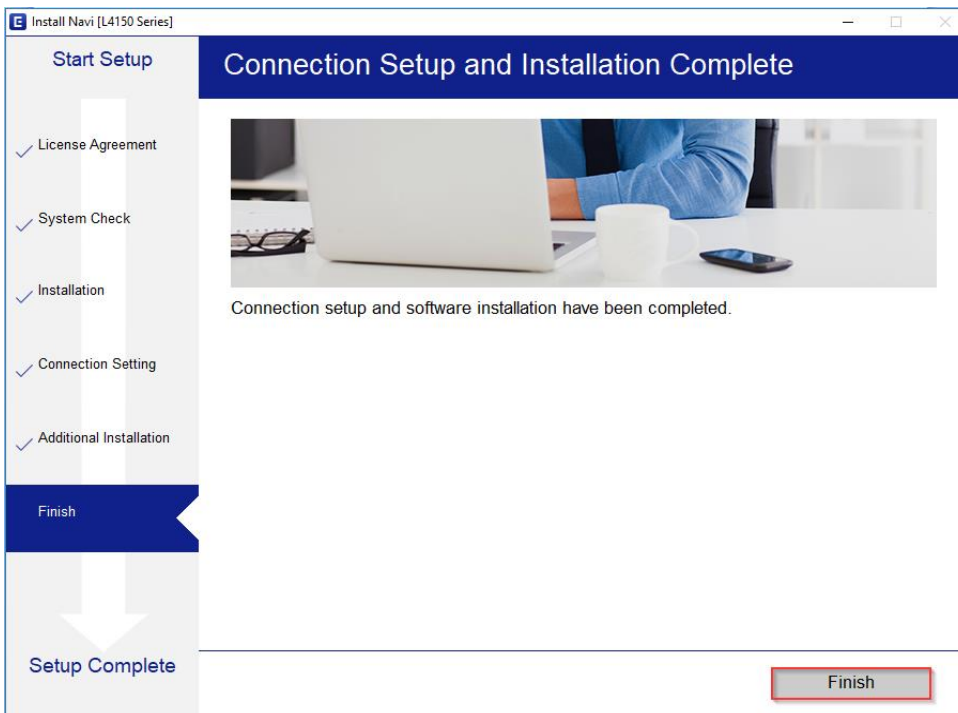 Install Navi [L4150 Series]
Start Setup
Connection Setup and Installation Complete
License Agreement
System Check
Installation
Connection Setting
Additional Installation
Finish
Setup Complete
Connection setup and software installation have been completed.
Finish